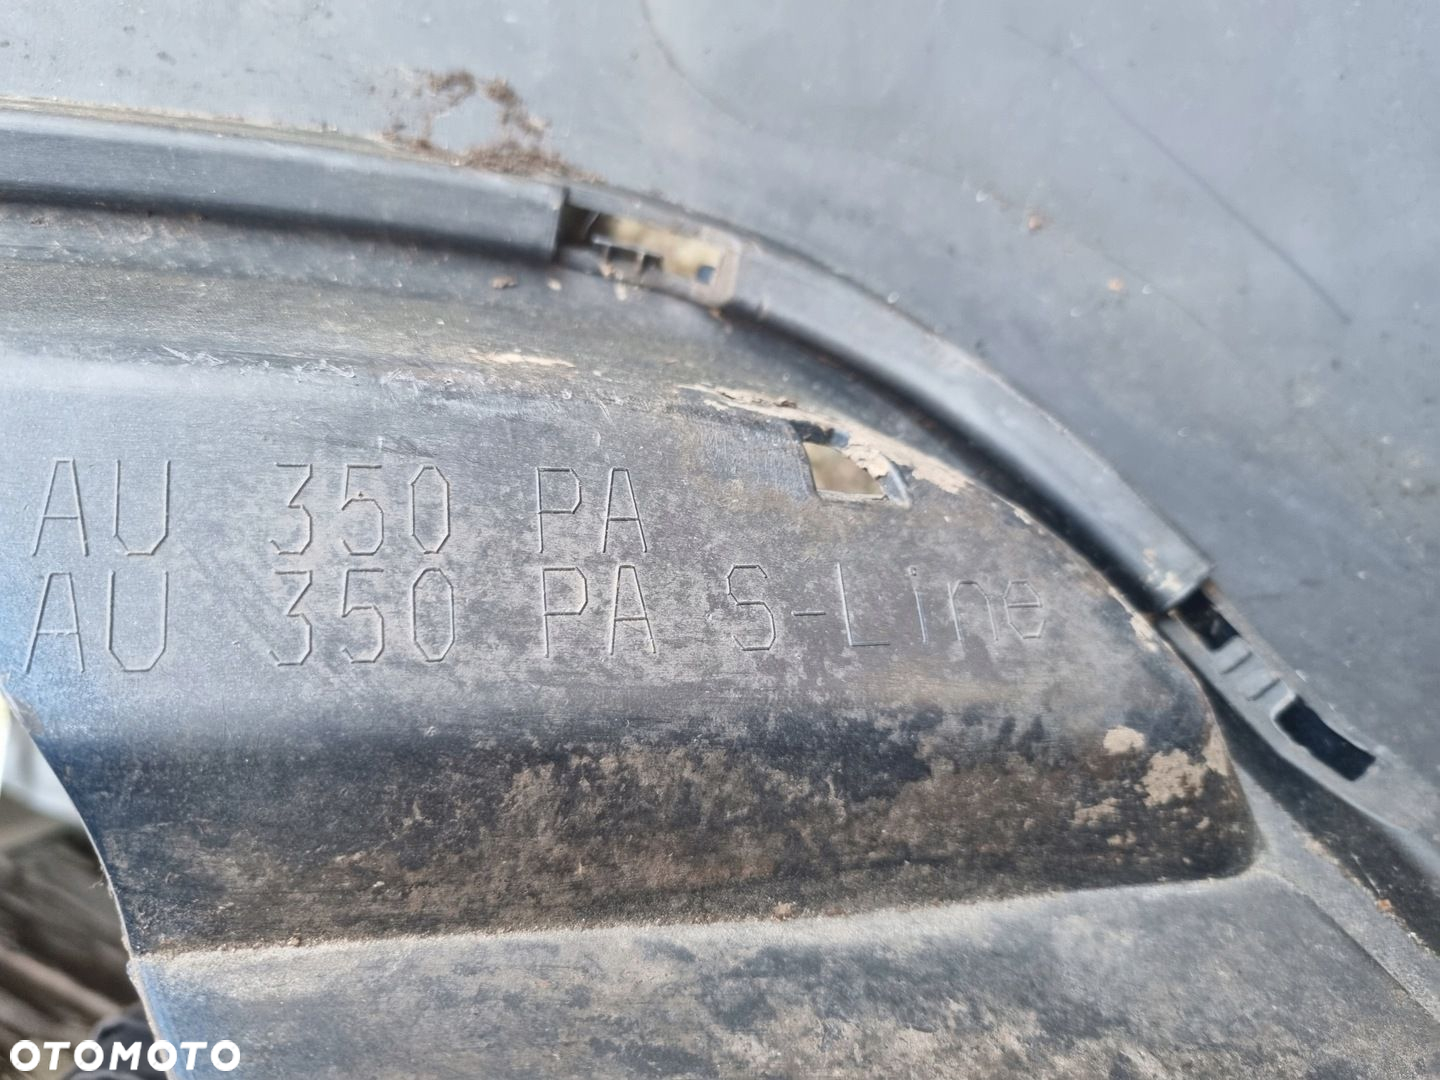 AU 350 PA
AU 350 PA S-Line
OTOMOTO